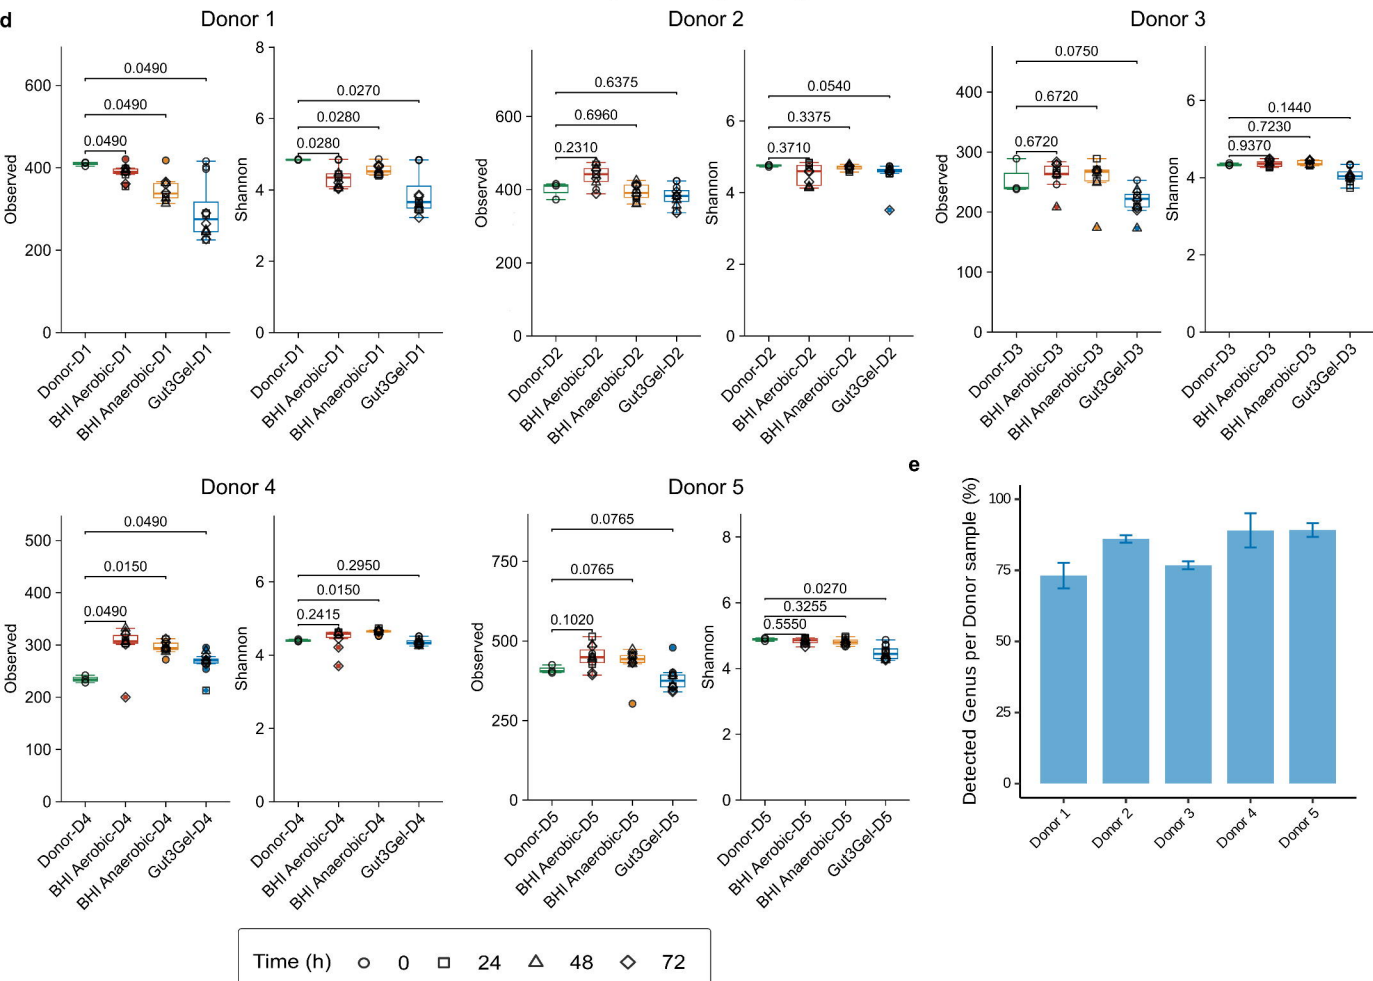 d
Donor 1
Donor 2
Donor 3
Observed
600
400
200
0
0.0490
0.0490
0.0490
Donor-D1
BHI Aerobic-D1
BHI Anaerobic-D1
Gut3Gel-D1
Shannon
8
6
4
2
0
0.0270
0.0280
0.0280
Donor-D1
BHI Aerobic-D1
BHI Anaerobic-D1
Gut3Gel-D1
Observed
600
400
200
0
0.6375
0.6960
0.2310
Donor-D2
BHI Aerobic-D2
BHI Anaerobic-D2
Gut3Gel-D2
Shannon
6
4
2
0
0.0540
0.3375
0.3710
Donor-D2
BHI Aerobic-D2
BHI Anaerobic-D2
Gut3Gel-D2
Observed
400
300
200
100
0
0.0750
0.6720
0.6720
Donor-D3
BHI Aerobic-D3
BHI Anaerobic-D3
Gut3Gel-D3
Shannon
6
4
2
0
0.1440
0.7230
0.9370
Donor-D3
BHI Aerobic-D3
BHI Anaerobic-D3
Gut3Gel-D3
Donor 4
Donor 5
Observed
500
400
300
200
100
0
0.0490
0.0150
0.0490
Donor-D4
BHI Aerobic-D4
BHI Anaerobic-D4
Gut3Gel-D4
Shannon
6
4
2
0
0.2950
0.0150
0.2415
Donor-D4
BHI Aerobic-D4
BHI Anaerobic-D4
Gut3Gel-D4
Observed
750
500
250
0
0.0765
0.0765
0.1020
Donor-D5
BHI Aerobic-D5
BHI Anaerobic-D5
Gut3Gel-D5
Shannon
8
6
4
2
0
0.0270
0.3255
0.5550
Donor-D5
BHI Aerobic-D5
BHI Anaerobic-D5
Gut3Gel-D5
e
Detected Genus per Donor sample (%)
100
75
50
25
0
Donor 1
Donor 2
Donor 3
Donor 4
Donor 5
Time (h) 0 24 48 72